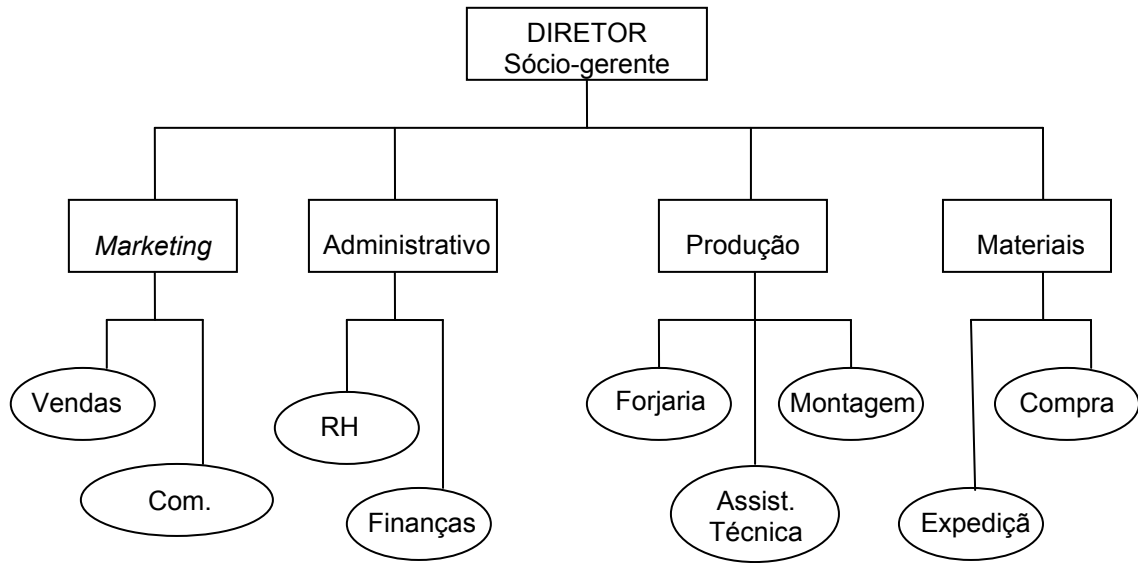 DIRETOR
Sócio-gerente
Marketing
Administrativo
Produção
Materiais
Vendas
Com.
RH
Finanças
Forjaria
Montagem
Assist.
Técnica
Compra
Expediçã